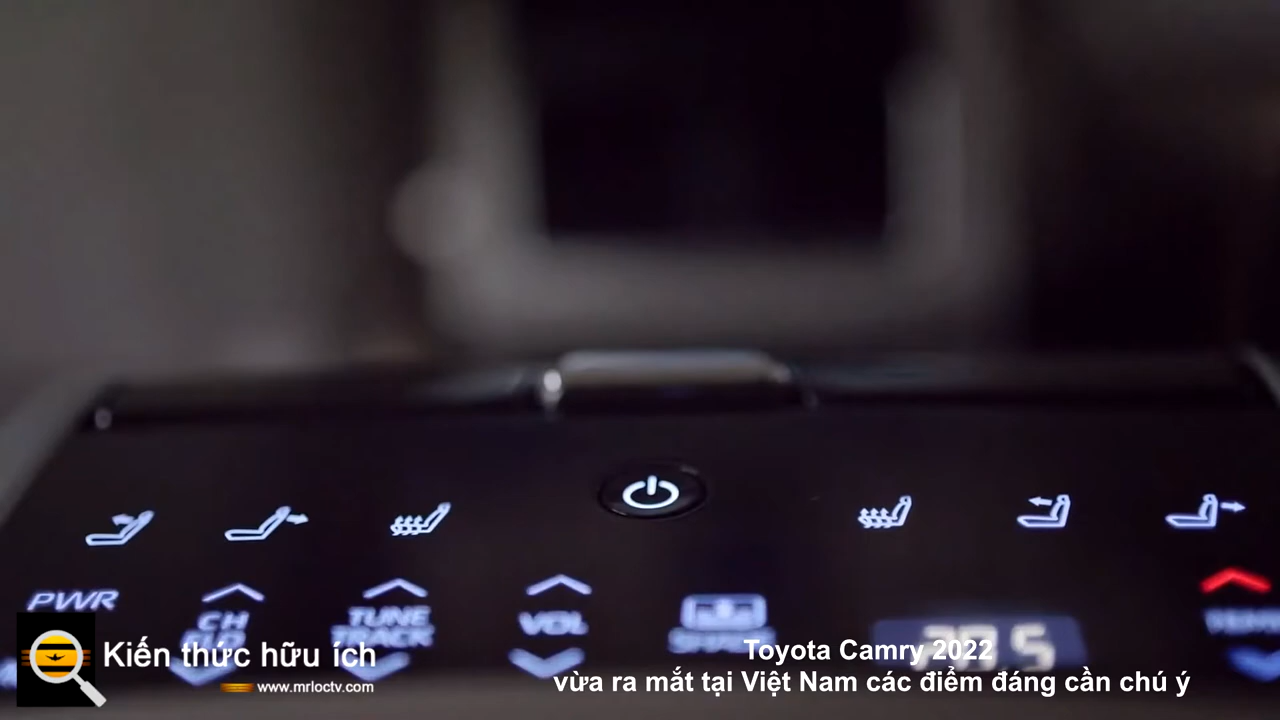 PWR
CH
TUNE
TRACK
VOL
Kiến thức hữu ích
www.mrloctv.com
Toyota Camry 2022
vừa ra mắt tại Việt Nam các điểm đáng cần chú ý